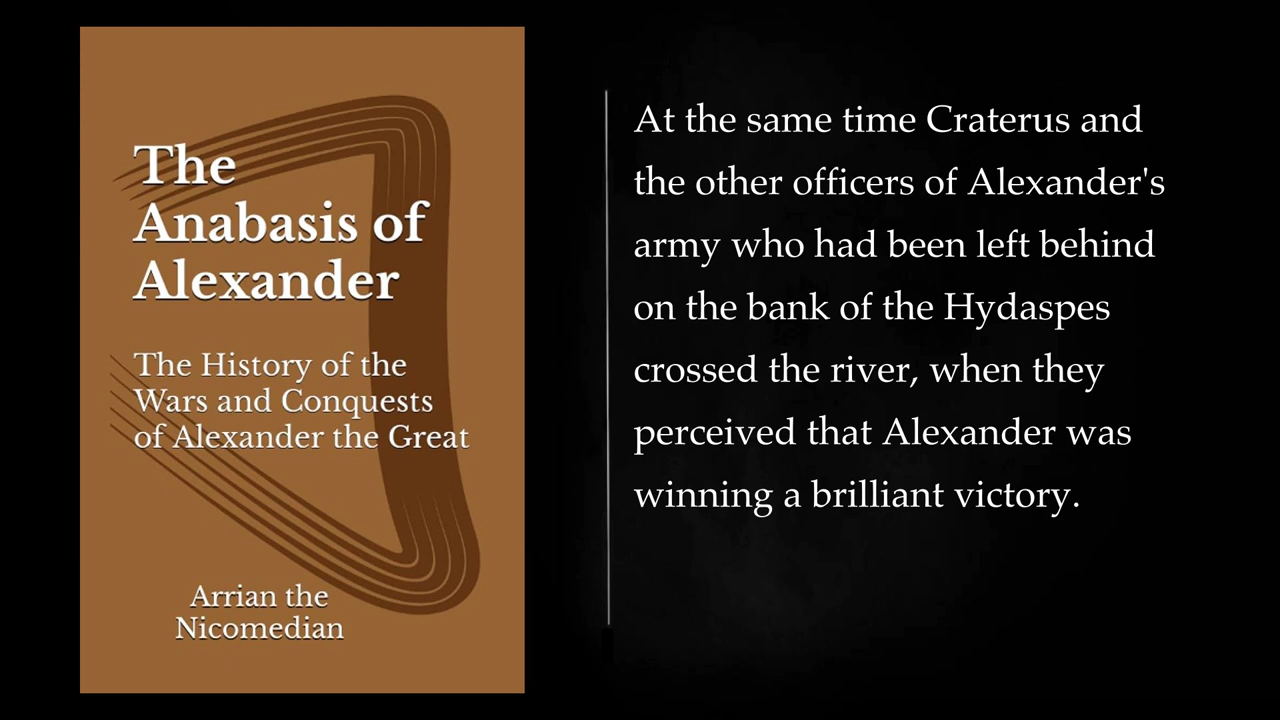 The
Anabasis of
Alexander
The History of the
Wars and Conquests
of Alexander the Great
Arrian the
Nicomedian
At the same time Craterus and
the other officers of Alexander's
army who had been left behind
on the bank of the Hydaspes
crossed the river, when they
perceived that Alexander was
winning a brilliant victory.